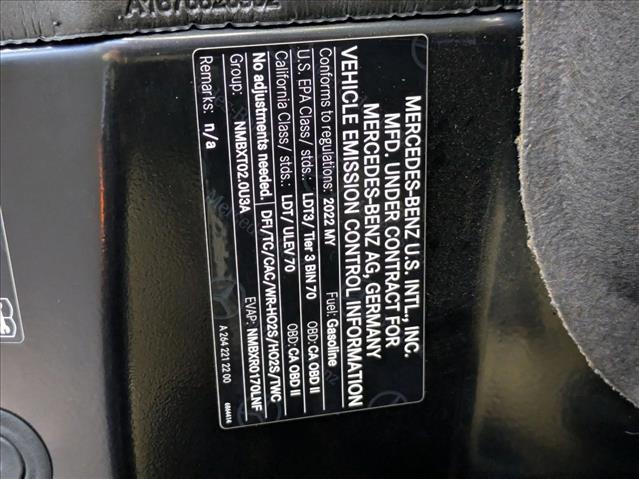 MERCEDES-BENZ U.S. INTL., INC.
MFD. UNDER CONTRACT FOR
MERCEDES-BENZ AG, GERMANY
VEHICLE EMISSION CONTROL INFORMATION
Conforms to regulations: 2022 MY Fuel: Gasoline
U.S. EPA Class/ stds.: LDT3/ Tier 3 BIN 70 OBD: CA OBD II
California Class/ stds.: LDT/ ULEV 70 OBD: CA OBD II
No adjustments needed. DFI/TC/CAC/WR-HO2S/HO2S/TWC
Group: NMBXT02.0U3A EVAP: NMBXR0170LNF
Remarks: n/a
A 264 221 22 00